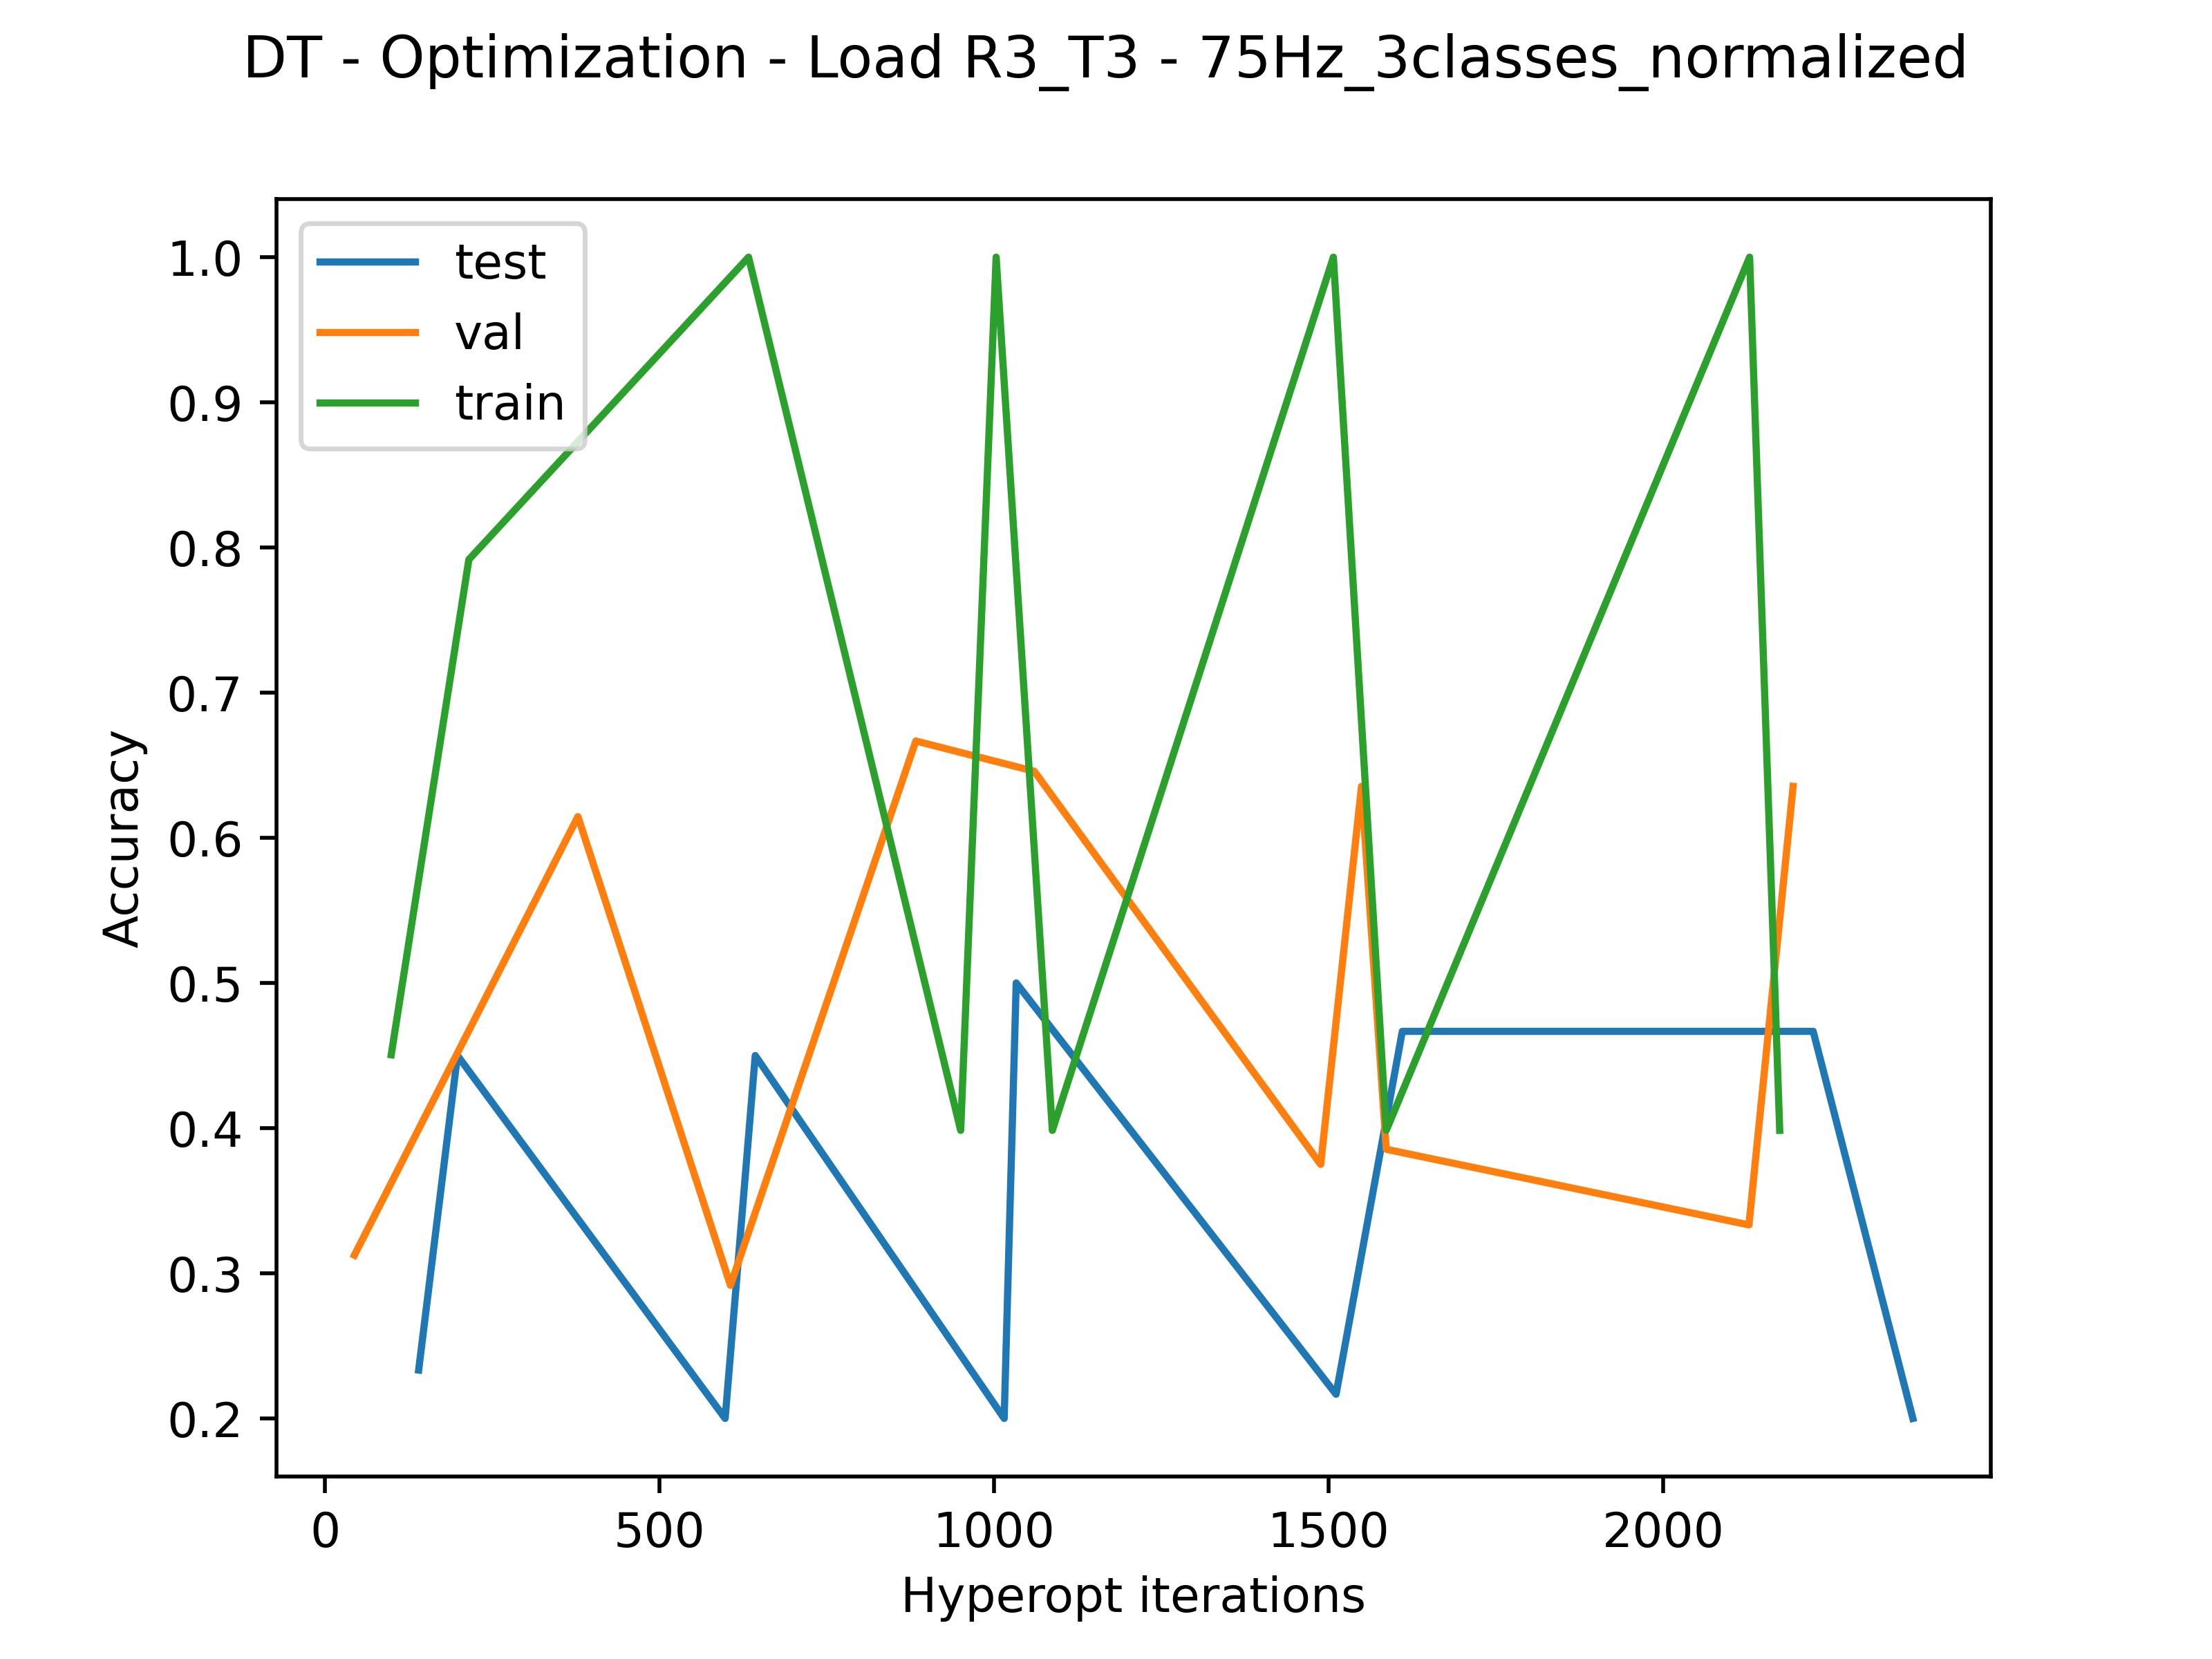 DT - Optimization - Load R3_T3 - 75Hz_3classes_normalized
test
val
train
1.0
0.9
0.8
0.7
0.6
0.5
0.4
0.3
0.2
Accuracy
0 500 1000 1500 2000
Hyperopt iterations